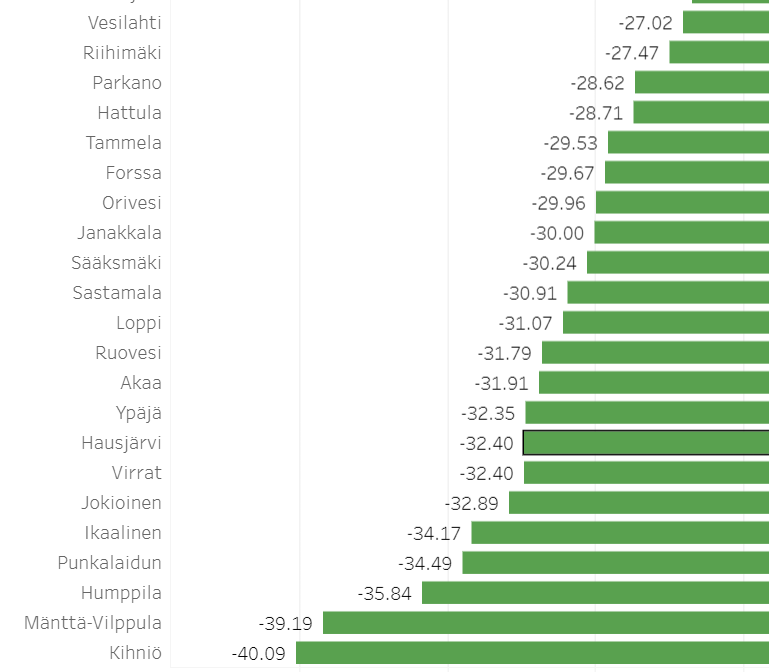 Vesilahti -27.02
Riihimäki -27.47
Parkano -28.62
Hattula -28.71
Tammela -29.53
Forssa -29.67
Orivesi -29.96
Janakkala -30.00
Sääksmäki -30.24
Sastamala -30.91
Loppi -31.07
Ruovesi -31.79
Akaa -31.91
Ypäjä -32.35
Hausjärvi -32.40
Virrat -32.40
Jokioinen -32.89
Ikaalinen -34.17
Punkalaidun -34.49
Humppila -35.84
Mänttä-Vilppula -39.19
Kihniö -40.09